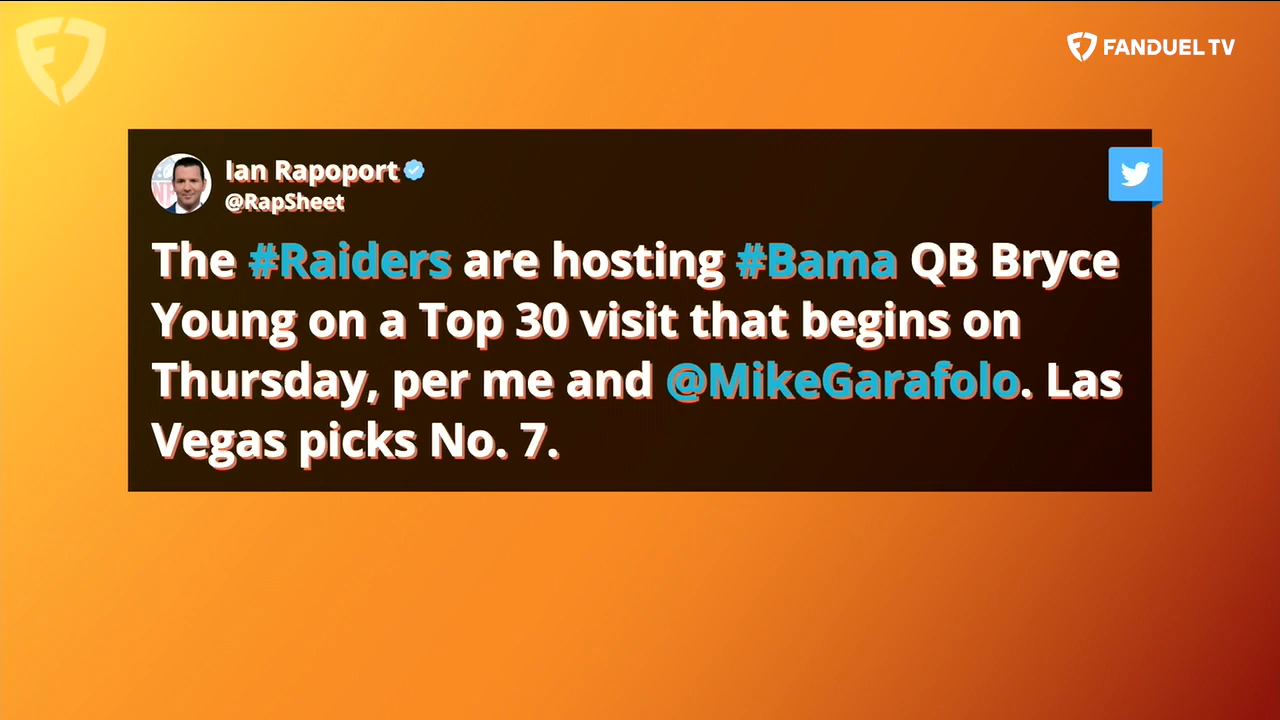 FANDUEL TV
Ian Rapoport
@RapSheet
The #Raiders are hosting #Bama QB Bryce
Young on a Top 30 visit that begins on
Thursday, per me and @MikeGarafolo. Las
Vegas picks No. 7.